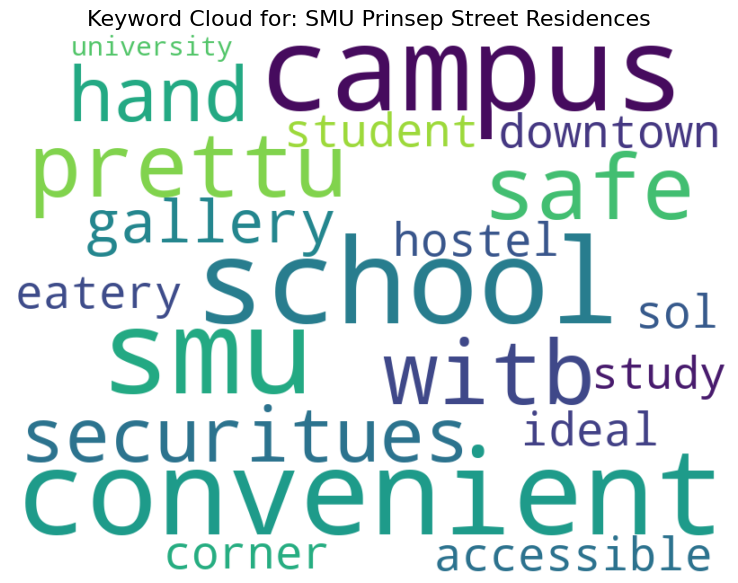 Keyword Cloud for: SMU Prinsep Street Residences
university
hand campus
student downtown
prettu safe
gallery hostel
school
eatery sol
smu witb study
securitues ideal
convenient
corner accessible